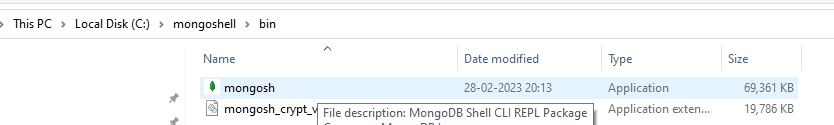 This PC > Local Disk (C:) > mongoshell > bin
Name Date modified Type Size
mongosh 28-02-2023 20:13 Application 69,361 KB
mongosh_crypt_v Application exten... 19,786 KB
File description: MongoDB Shell CLI REPL Package